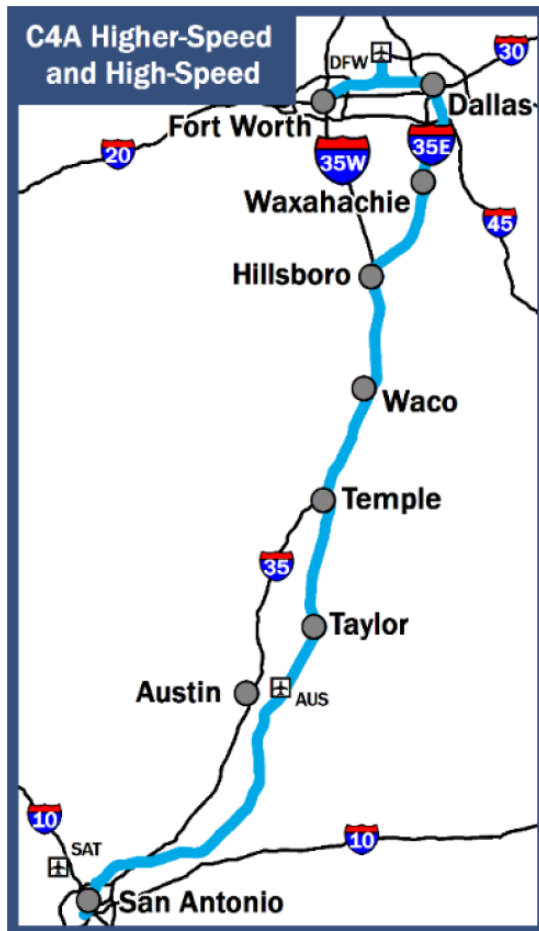 C4A Higher-Speed
and High-Speed
DFW
30
Dallas
Fort Worth
20
35W
35E
Waxahachie
45
Hillsboro
Waco
Temple
35
Taylor
Austin
AUS
10
10
SAT
San Antonio